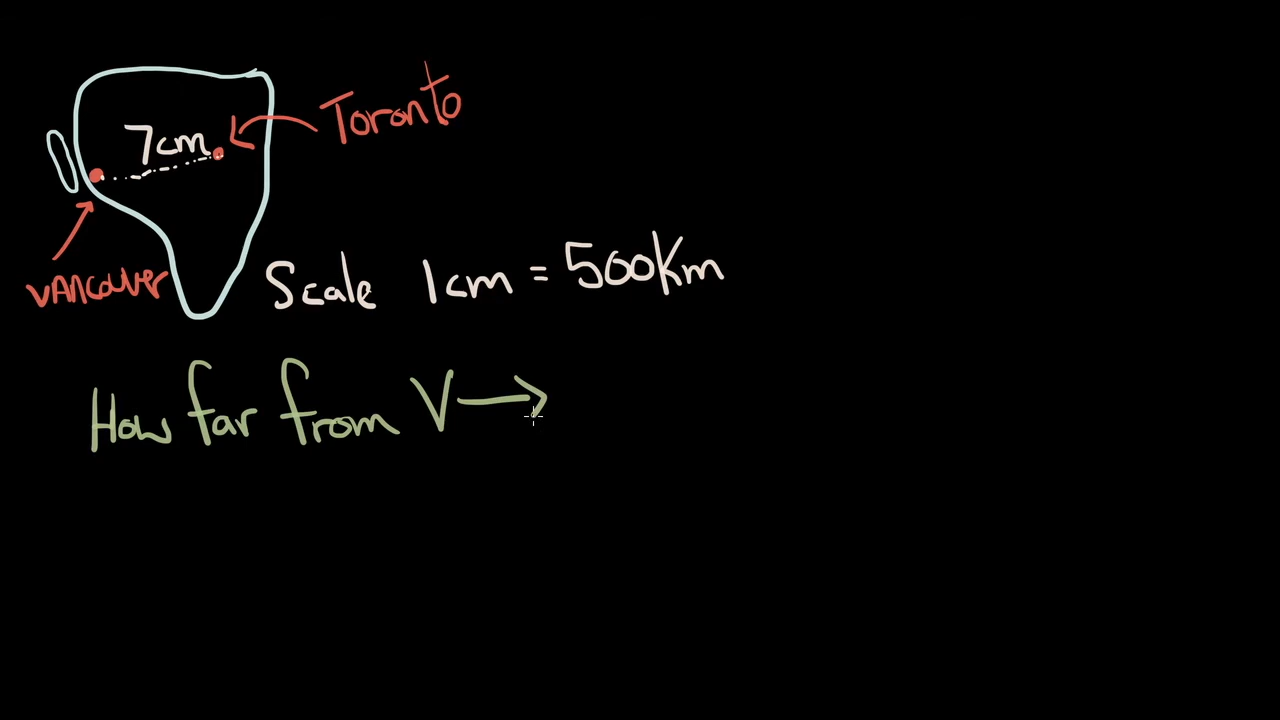 Toronto
7cm
Vancouver
Scale 1cm = 500Km
How far from V →